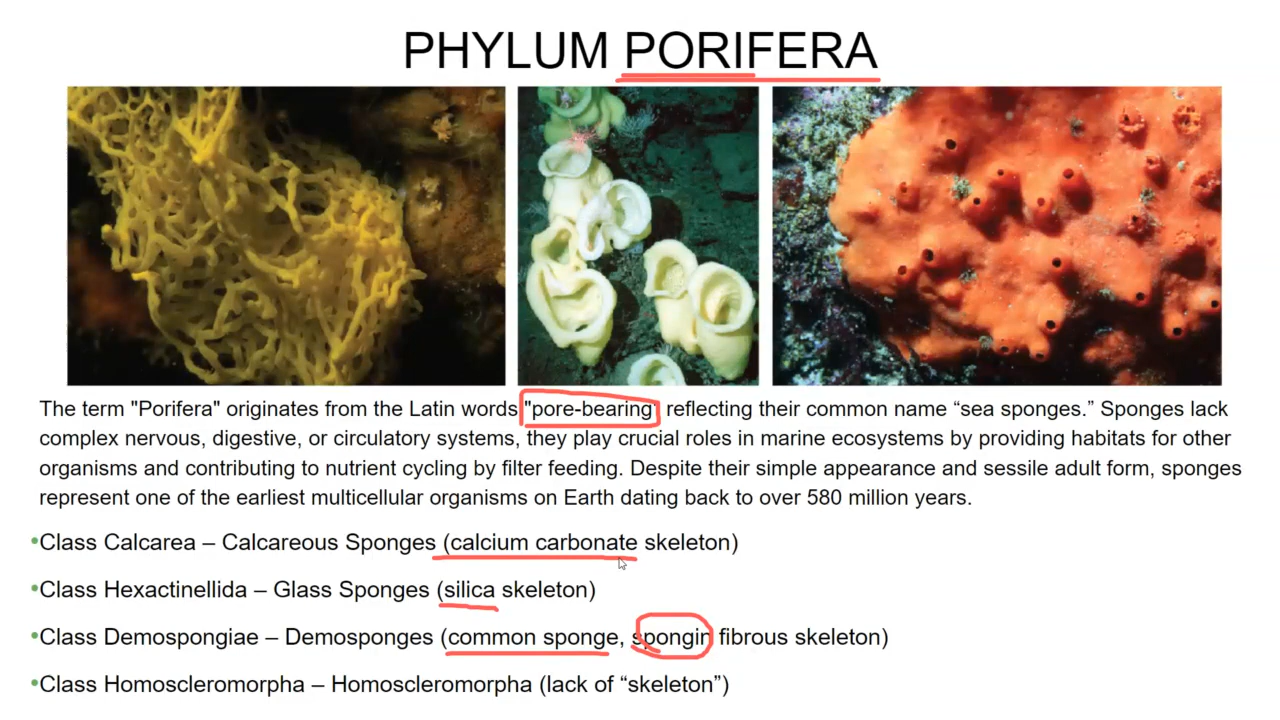 PHYLUM PORIFERA
The term "Porifera" originates from the Latin words "pore-bearing" reflecting their common name “sea sponges.” Sponges lack
complex nervous, digestive, or circulatory systems, they play crucial roles in marine ecosystems by providing habitats for other
organisms and contributing to nutrient cycling by filter feeding. Despite their simple appearance and sessile adult form, sponges
represent one of the earliest multicellular organisms on Earth dating back to over 580 million years.
•Class Calcarea – Calcareous Sponges (calcium carbonate skeleton)
•Class Hexactinellida – Glass Sponges (silica skeleton)
•Class Demospongiae – Demosponges (common sponge, spongin fibrous skeleton)
•Class Homoscleromorpha – Homoscleromorpha (lack of “skeleton”)